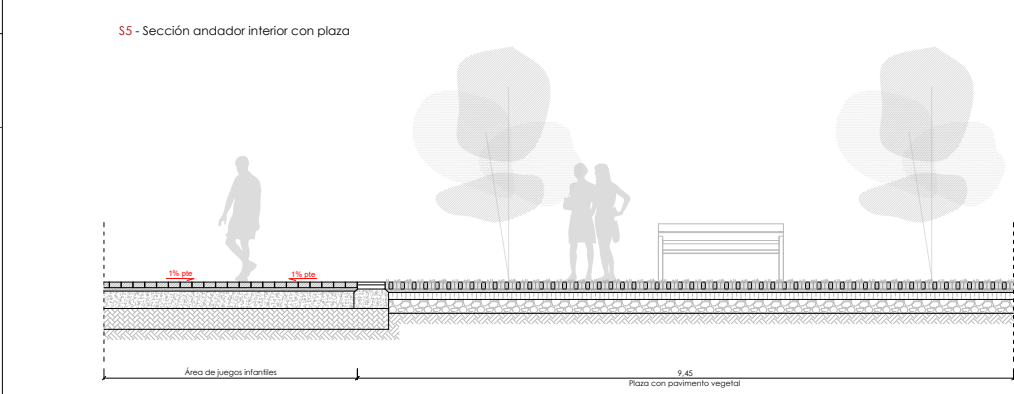 S5 - Sección andador interior con plaza
1% pte
1% pte
Área de juegos infantiles
9,45
Plaza con pavimento vegetal